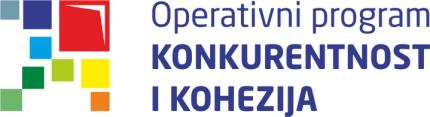 Operativni program
KONKURENTNOST
I KOHEZIJA